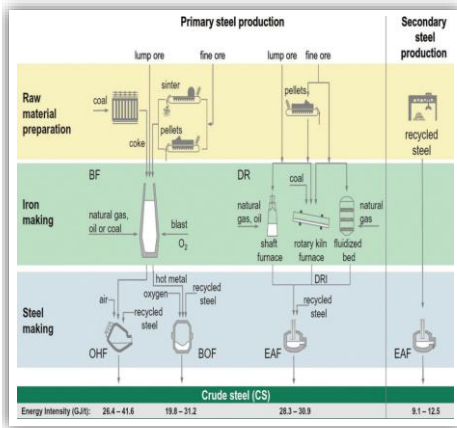 Primary steel production
Secondary
steel
production
lump ore
fine ore
lump ore
fine ore
Raw
material
preparation
coal
sinter
pellets
coke
pellets
recycled
steel
Iron
making
BF
natural gas,
oil or coal
blast
O2
DR
coal
natural
gas, oil
natural
gas
shaft
furnace
rotary kiln
furnace
fluidized
bed
Steel
making
hot metal
oxygen
recycled
steel
air
recycled
steel
OHF
BOF
DRI
recycled
steel
EAF
EAF
Crude steel (CS)
Energy Intensity (GJ/t): 26.4 – 41.6 19.8 – 31.2 28.3 – 30.9 9.1 – 12.5